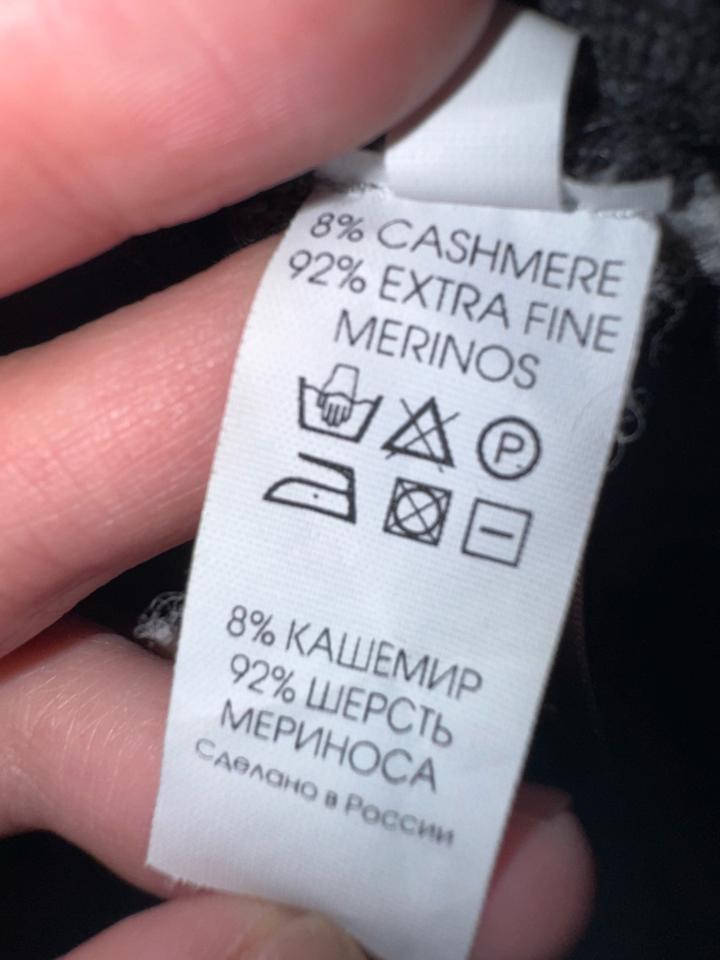 8% CASHMERE
92% EXTRA FINE
MERINOS
P
8% КАШЕМИР
92% ШЕРСТЬ
МЕРИНОСА
Сделано в России